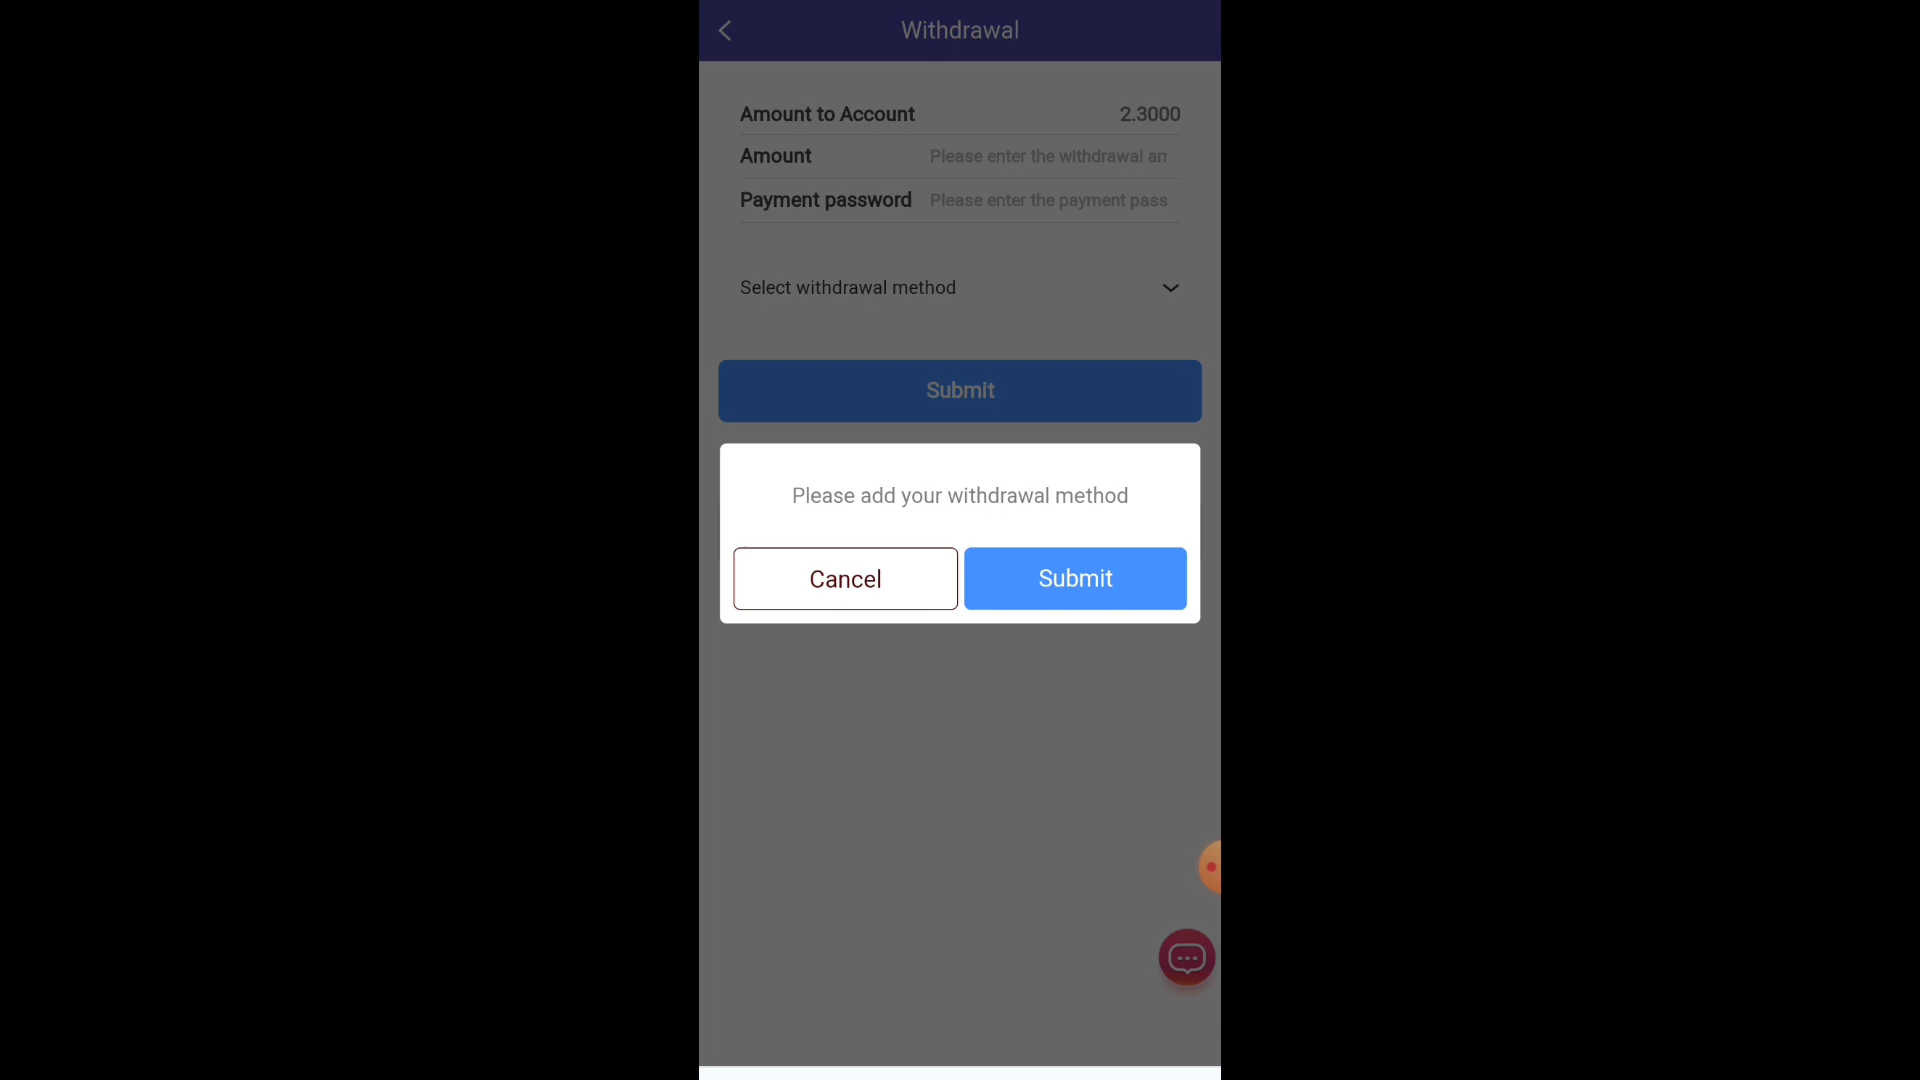 Withdrawal
Amount to Account 2.3000
Amount Please enter the withdrawal am
Payment password Please enter the payment pass
Select withdrawal method
Submit
Please add your withdrawal method
Cancel Submit